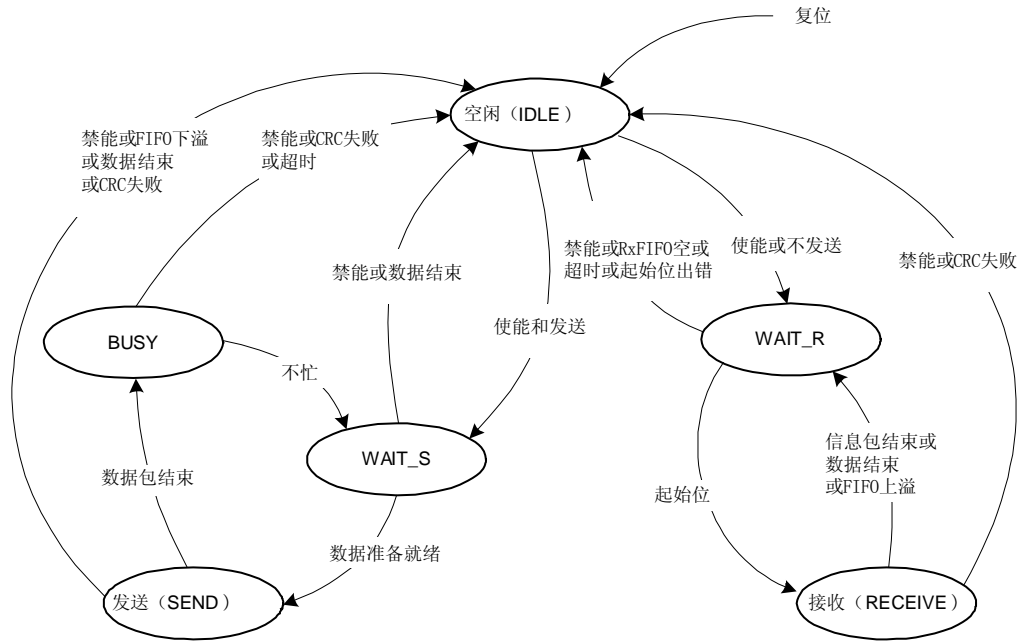 复位
空闲（IDLE）
禁能或FIFO下溢
或数据结束
或CRC失败
禁能或CRC失败
或超时
禁能或数据结束
使能和发送
禁能或RxFIFO空或
超时或起始位出错
使能或不发送
禁能或CRC失败
BUSY
WAIT_R
不忙
WAIT_S
数据包结束
信息包结束或
数据结束
或FIFO上溢
起始位
数据准备就绪
发送（SEND）
接收（RECEIVE）